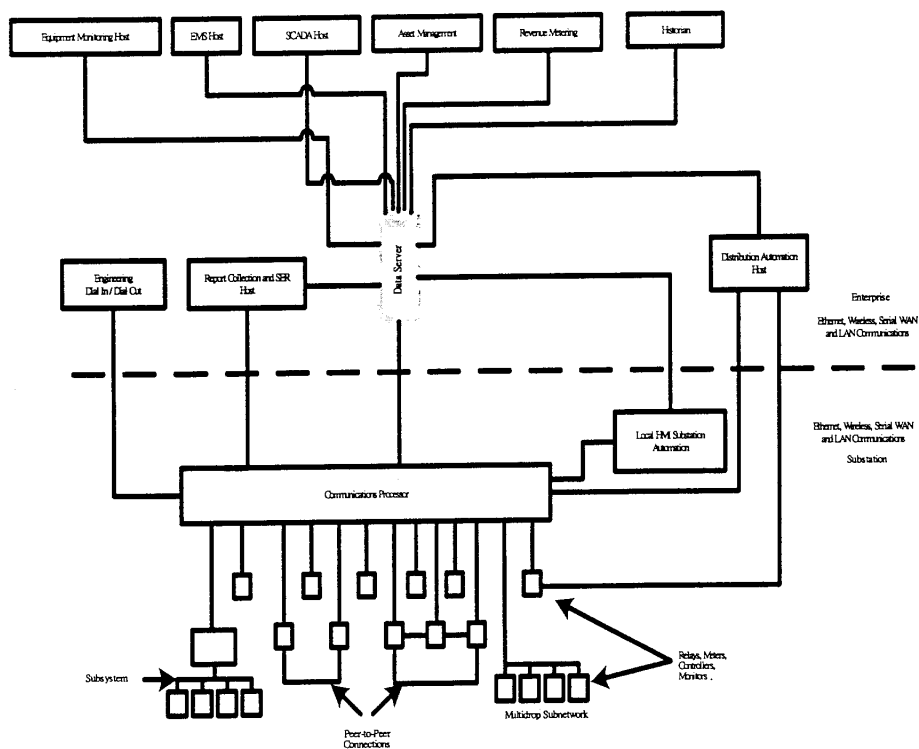 Equipment Monitoring Host
EMS Host
SCADA Host
Asset Management
Revenue Metering
Historian
Data Server
Engineering
Dial In / Dial Out
Report Collection and SER
Host
Distribution Automation
Host
Enterprise
Ethernet, Wireless, Serial WAN
and LAN Communications
Ethernet, Wireless, Serial WAN
and LAN Communications
Substation
Local HMI Substation
Automation
Communications Processor
Relays, Meters,
Controllers,
Monitors .
Subsystem
Multidrop Subnetwork
Peer-to-Peer
Connections